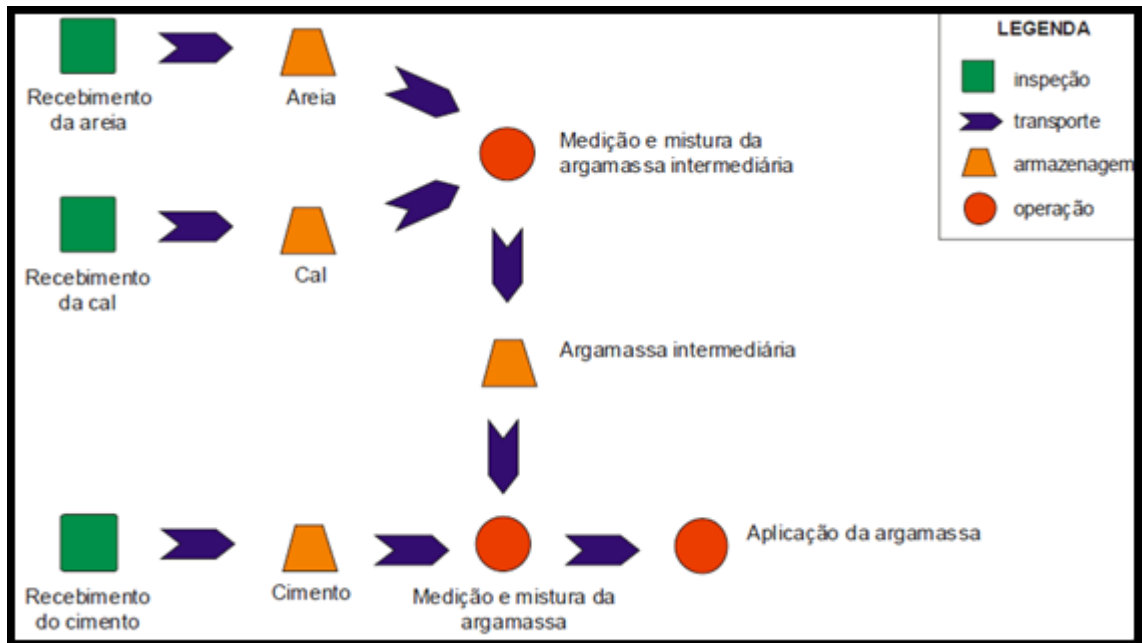 LEGENDA
inspeção
transporte
armazenagem
operação
Recebimento
da areia
Areia
Medição e mistura da
argamassa intermediária
Recebimento
da cal
Cal
Argamassa intermediária
Recebimento
do cimento
Cimento
Medição e mistura da
argamassa
Aplicação da argamassa